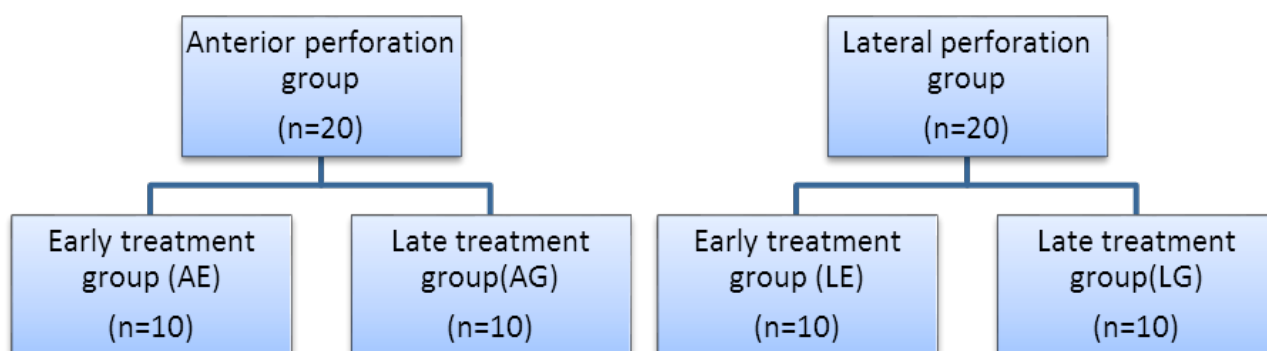 Anterior perforation
group
(n=20)
Lateral perforation
group
(n=20)
Early treatment
group (AE)
(n=10)
Late treatment
group(AG)
(n=10)
Early treatment
group (LE)
(n=10)
Late treatment
group(LG)
(n=10)